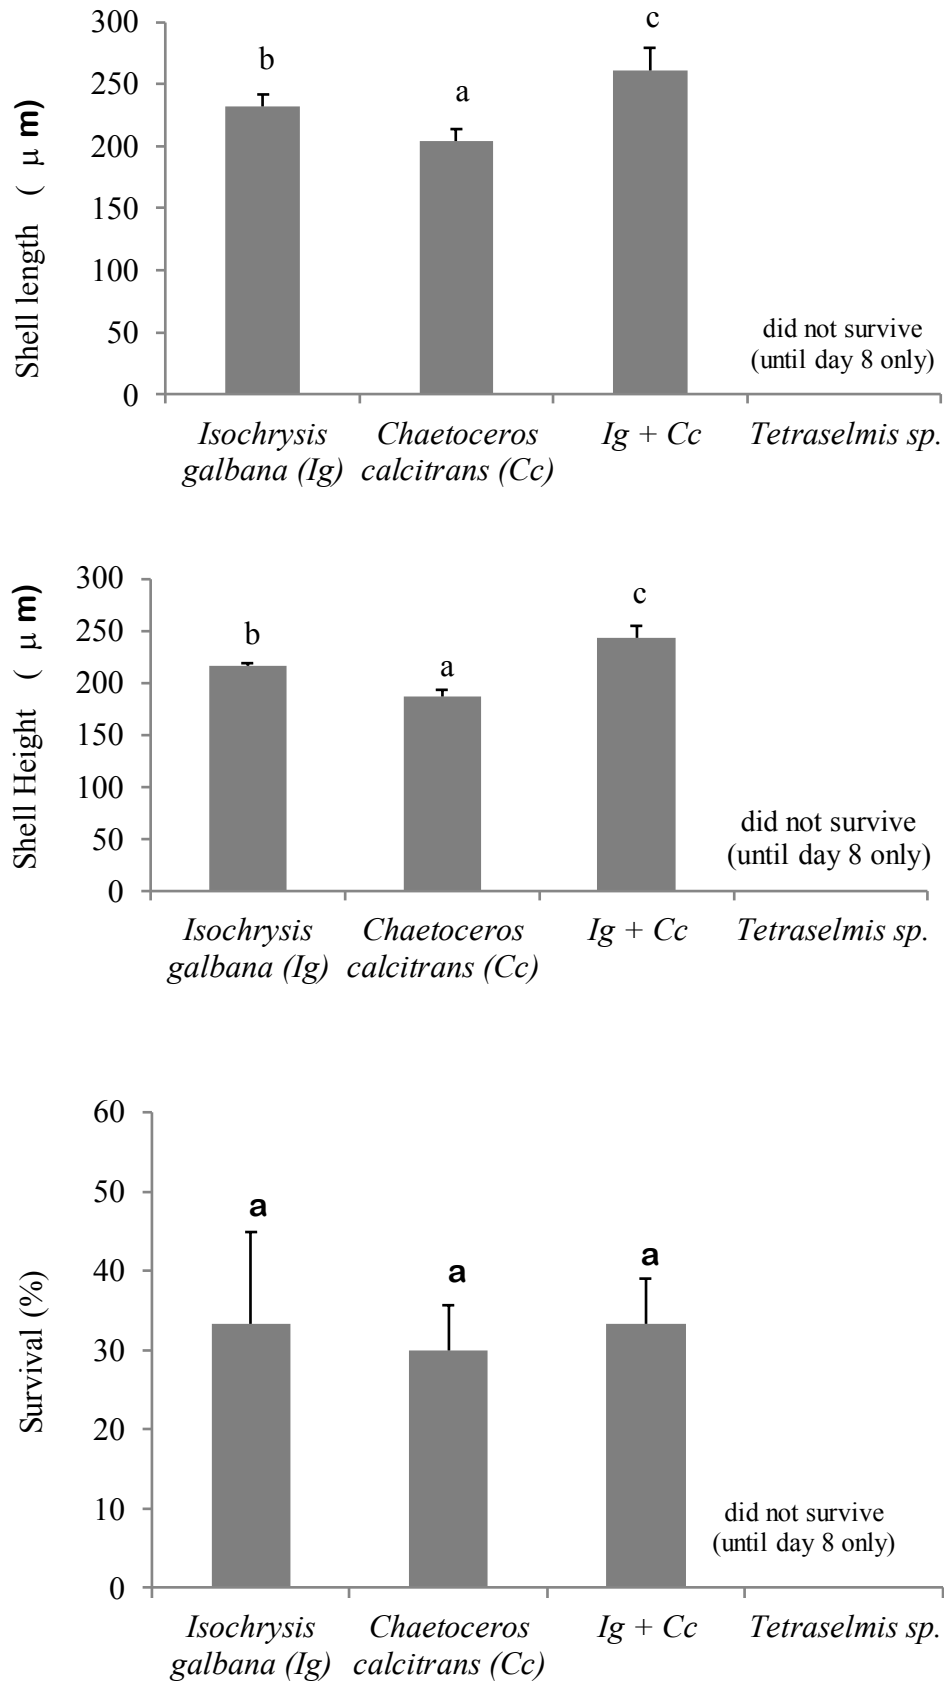 300
250
200
150
100
50
0
Shell length ( μ m)
b
a
c
did not survive
(until day 8 only)
Isochrysis galbana (Ig)
Chaetoceros calcitrans (Cc)
Ig + Cc
Tetraselmis sp.
300
250
200
150
100
50
0
Shell Height ( μ m)
b
a
c
did not survive
(until day 8 only)
Isochrysis galbana (Ig)
Chaetoceros calcitrans (Cc)
Ig + Cc
Tetraselmis sp.
60
50
40
30
20
10
0
Survival (%)
a
a
a
did not survive
(until day 8 only)
Isochrysis galbana (Ig)
Chaetoceros calcitrans (Cc)
Ig + Cc
Tetraselmis sp.